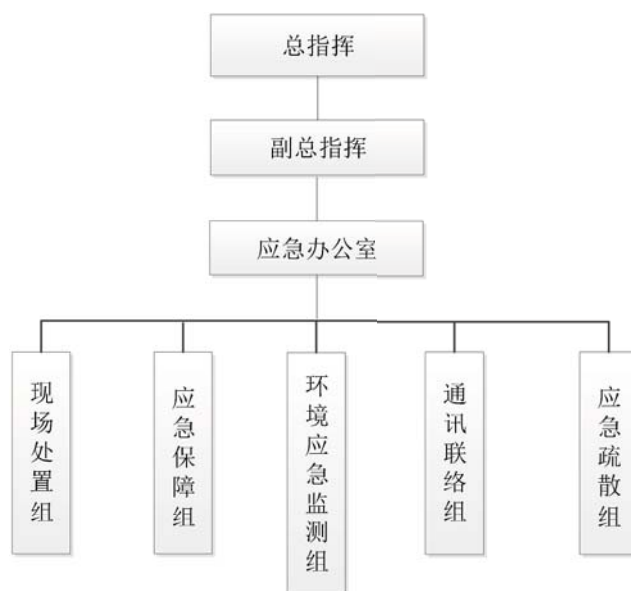 总指挥
副总指挥
应急办公室
现场处置组
应急保障组
环境应急监测组
通讯联络组
应急疏散组